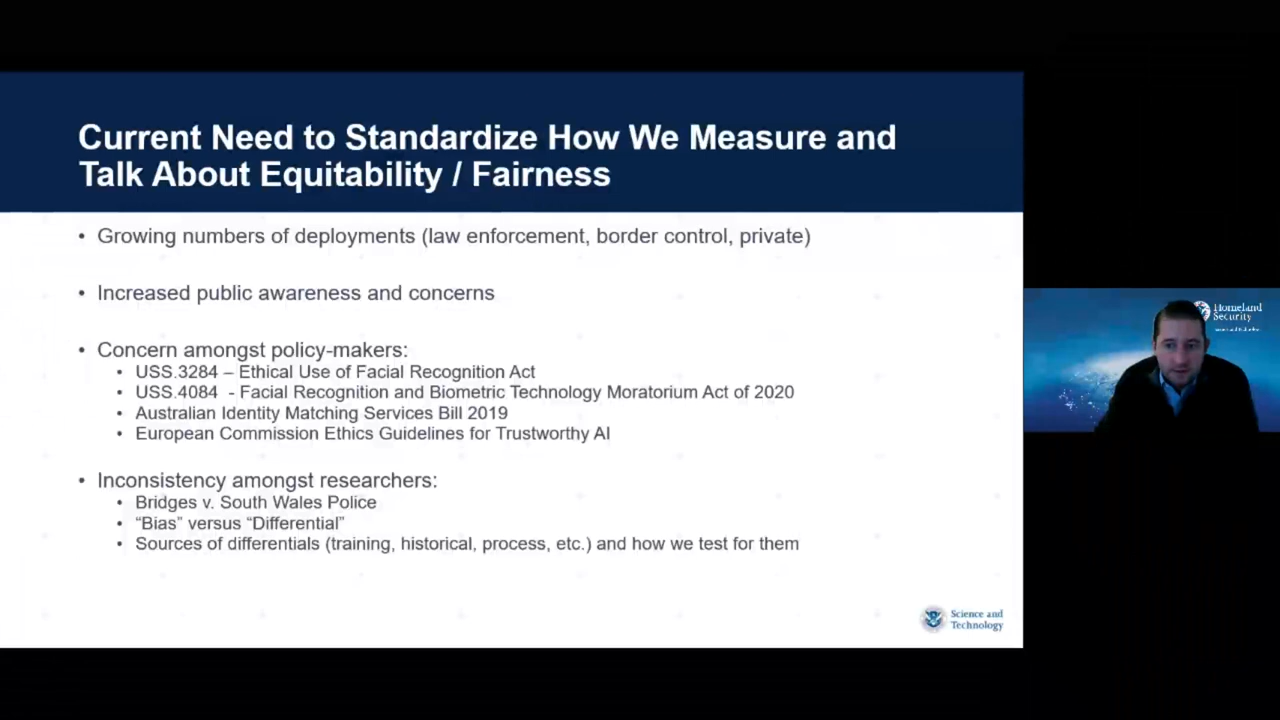 Current Need to Standardize How We Measure and
Talk About Equitability / Fairness
• Growing numbers of deployments (law enforcement, border control, private)
• Increased public awareness and concerns
• Concern amongst policy-makers:
• USS.3284 – Ethical Use of Facial Recognition Act
• USS.4084 - Facial Recognition and Biometric Technology Moratorium Act of 2020
• Australian Identity Matching Services Bill 2019
• European Commission Ethics Guidelines for Trustworthy AI
• Inconsistency amongst researchers:
• Bridges v. South Wales Police
• “Bias” versus “Differential”
• Sources of differentials (training, historical, process, etc.) and how we test for them
Science and
Technology
Homeland
Security